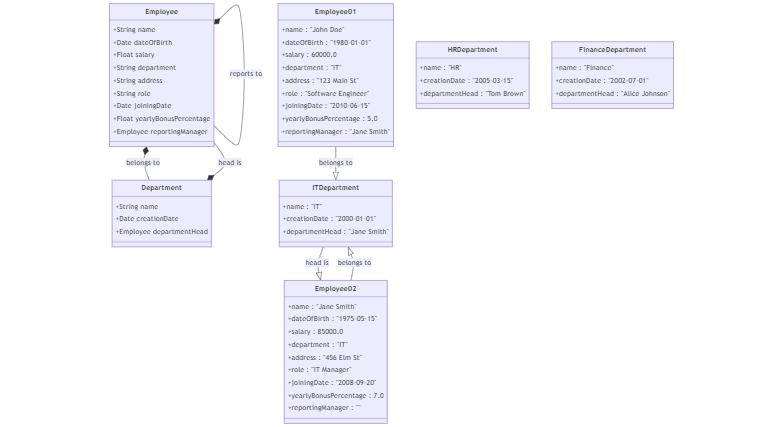 Employee
+String name
+Date dateOfBirth
+Float salary
+String department
+String address
+String role
+Date joiningDate
+Float yearlyBonusPercentage
+Employee reportingManager
reports to
belongs to
head is
Department
+String name
+Date creationDate
+Employee departmentHead
Employee01
+name : "John Doe"
+dateOfBirth : "1980-01-01"
+salary : 60000.0
+department : "IT"
+address : "123 Main St"
+role : "Software Engineer"
+joiningDate : "2010-06-15"
+yearlyBonusPercentage : 5.0
+reportingManager : "Jane Smith"
belongs to
ITDepartment
+name : "IT"
+creationDate : "2000-01-01"
+departmentHead : "Jane Smith"
head is
belongs to
Employee02
+name : "Jane Smith"
+dateOfBirth : "1975-05-15"
+salary : 85000.0
+department : "IT"
+address : "456 Elm St"
+role : "IT Manager"
+joiningDate : "2008-09-20"
+yearlyBonusPercentage : 7.0
+reportingManager : ""
HRDepartment
+name : "HR"
+creationDate : "2005-03-15"
+departmentHead : "Tom Brown"
FinanceDepartment
+name : "Finance"
+creationDate : "2002-07-01"
+departmentHead : "Alice Johnson"